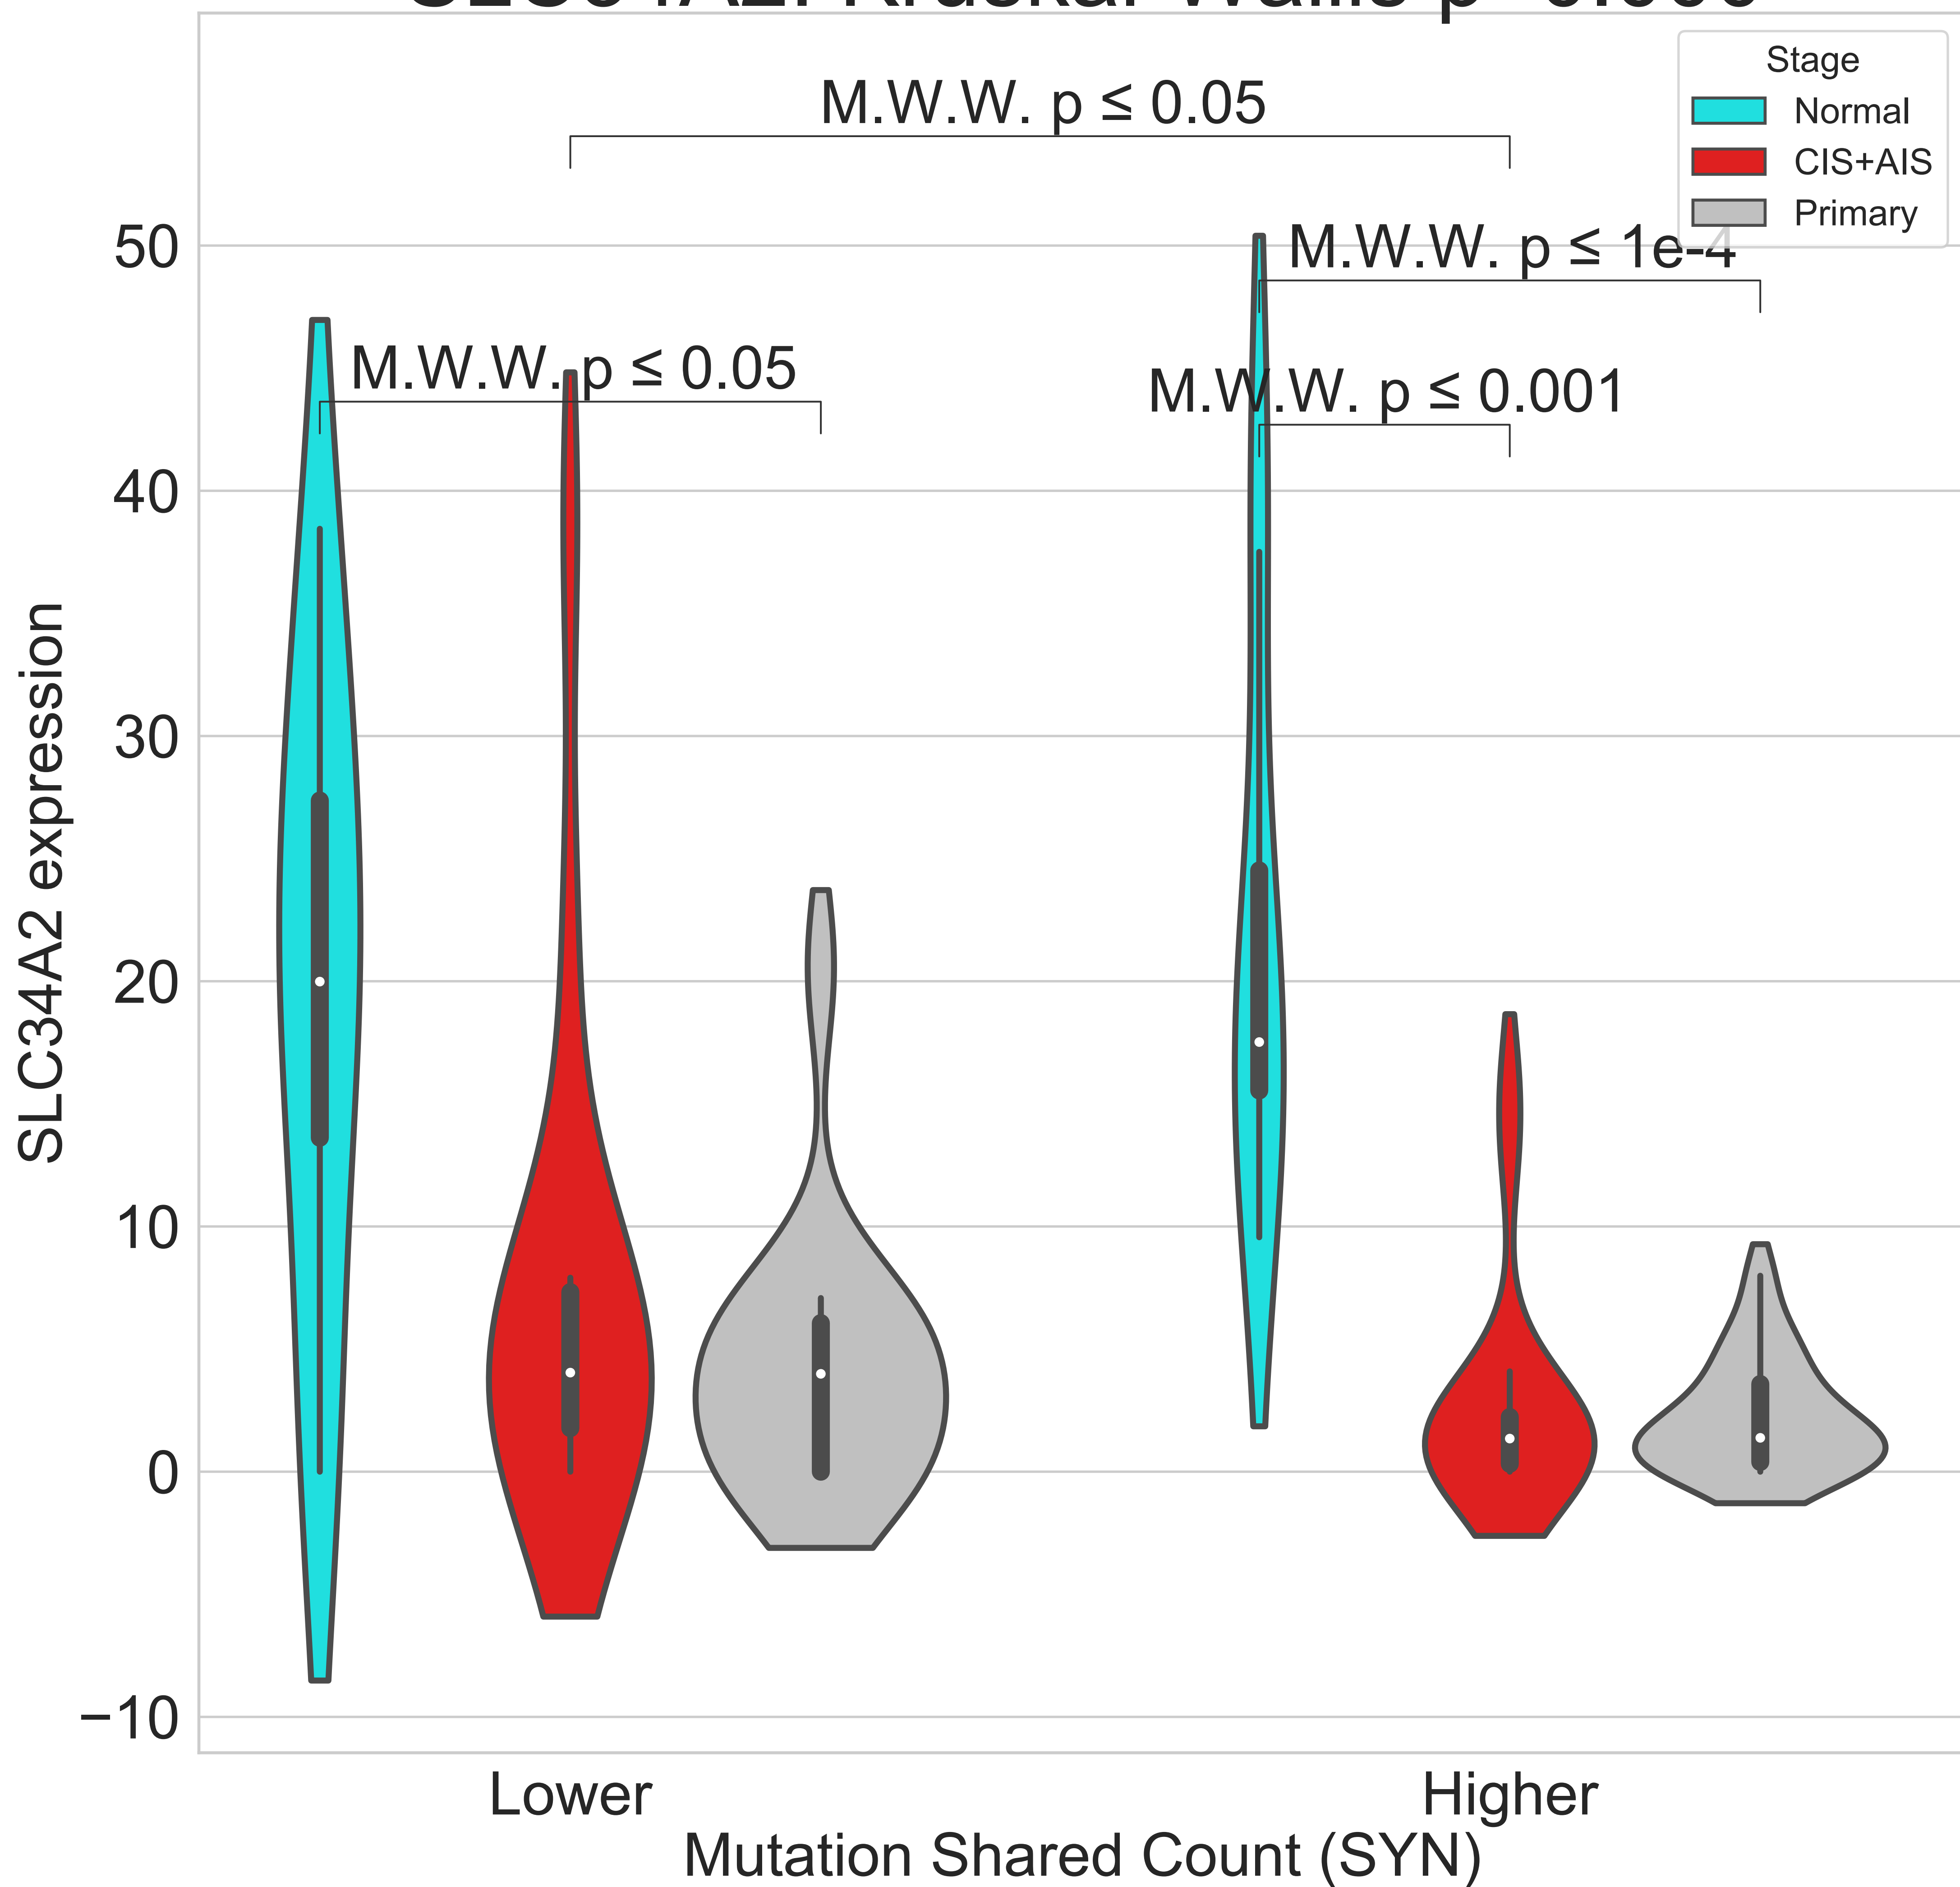 Stage
Normal
CIS+AIS
Primary
M.W.W. p ≤ 0.05
M.W.W. p ≤ 1e-4
M.W.W. p ≤ 0.05
M.W.W. p ≤ 0.001
50
40
30
20
10
0
−10
SLC34A2 expression
Lower
Higher
Mutation Shared Count (SYN)